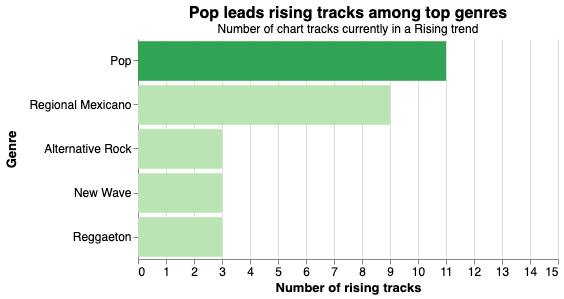 Pop leads rising tracks among top genres
Number of chart tracks currently in a Rising trend
Genre
Pop
Regional Mexicano
Alternative Rock
New Wave
Reggaeton
0 1 2 3 4 5 6 7 8 9 10 11 12 13 14 15
Number of rising tracks